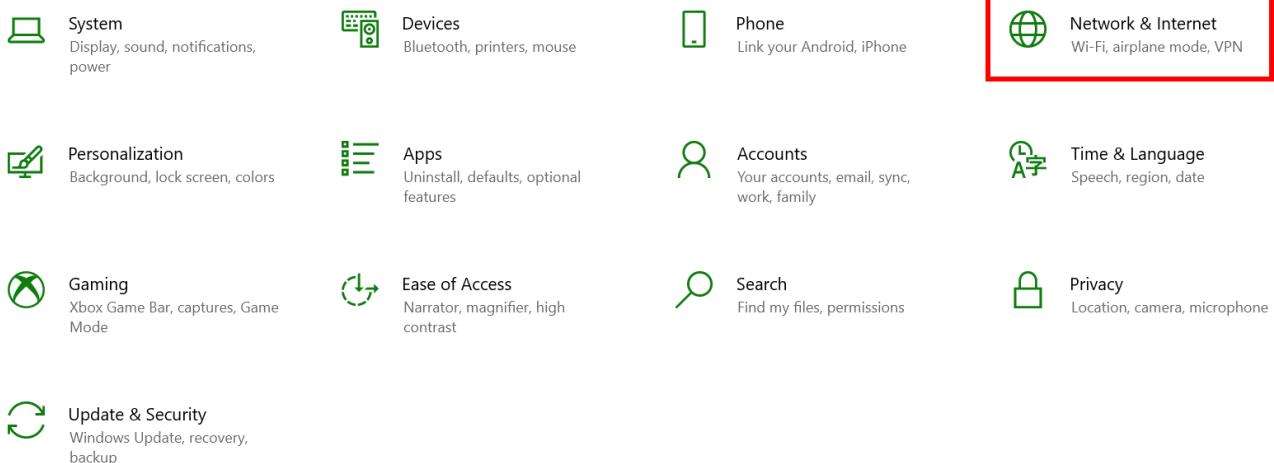 System
Display, sound, notifications,
power
Devices
Bluetooth, printers, mouse
Phone
Link your Android, iPhone
Network & Internet
Wi-Fi, airplane mode, VPN
Personalization
Background, lock screen, colors
Apps
Uninstall, defaults, optional
features
Accounts
Your accounts, email, sync,
work, family
Time & Language
Speech, region, date
Gaming
Xbox Game Bar, captures, Game
Mode
Ease of Access
Narrator, magnifier, high
contrast
Search
Find my files, permissions
Privacy
Location, camera, microphone
Update & Security
Windows Update, recovery,
backup